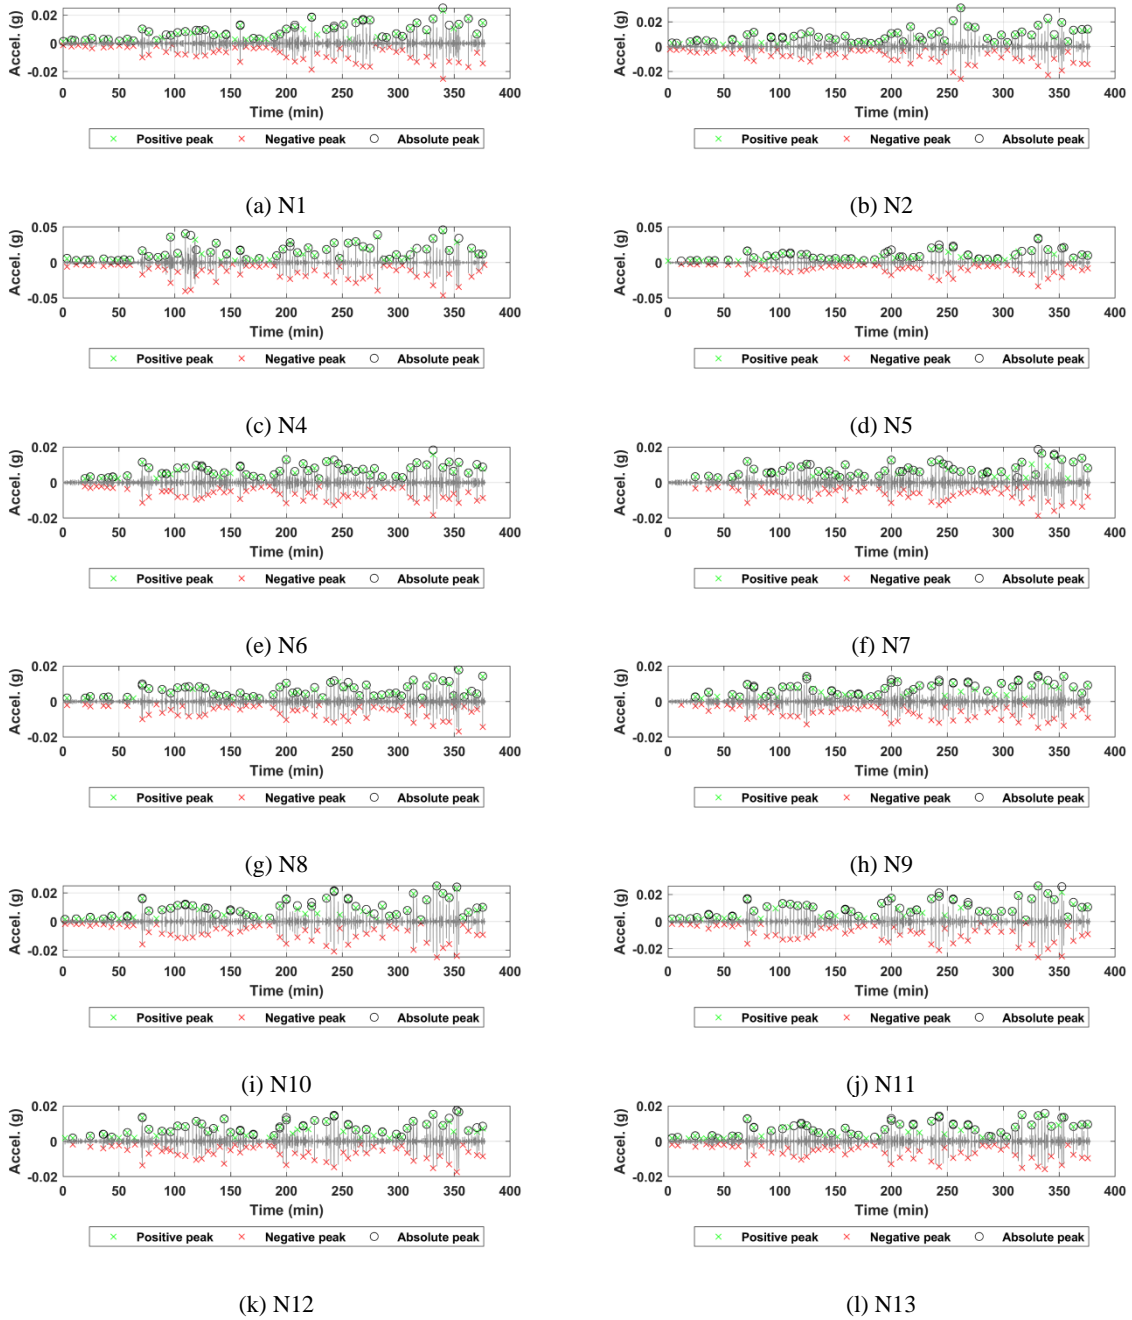 Accel. (g)
0.02
0
-0.02
0 50 100 150 200 250 300 350 400
Time (min)
Positive peak Negative peak Absolute peak
(a) N1
Accel. (g)
0.02
0
-0.02
0 50 100 150 200 250 300 350 400
Time (min)
Positive peak Negative peak Absolute peak
(b) N2
Accel. (g)
0.05
0
-0.05
0 50 100 150 200 250 300 350 400
Time (min)
Positive peak Negative peak Absolute peak
(c) N4
Accel. (g)
0.05
0
-0.05
0 50 100 150 200 250 300 350 400
Time (min)
Positive peak Negative peak Absolute peak
(d) N5
Accel. (g)
0.02
0
-0.02
0 50 100 150 200 250 300 350 400
Time (min)
Positive peak Negative peak Absolute peak
(e) N6
Accel. (g)
0.02
0
-0.02
0 50 100 150 200 250 300 350 400
Time (min)
Positive peak Negative peak Absolute peak
(f) N7
Accel. (g)
0.02
0
-0.02
0 50 100 150 200 250 300 350 400
Time (min)
Positive peak Negative peak Absolute peak
(g) N8
Accel. (g)
0.02
0
-0.02
0 50 100 150 200 250 300 350 400
Time (min)
Positive peak Negative peak Absolute peak
(h) N9
Accel. (g)
0.02
0
-0.02
0 50 100 150 200 250 300 350 400
Time (min)
Positive peak Negative peak Absolute peak
(i) N10
Accel. (g)
0.02
0
-0.02
0 50 100 150 200 250 300 350 400
Time (min)
Positive peak Negative peak Absolute peak
(j) N11
Accel. (g)
0.02
0
-0.02
0 50 100 150 200 250 300 350 400
Time (min)
Positive peak Negative peak Absolute peak
(k) N12
Accel. (g)
0.02
0
-0.02
0 50 100 150 200 250 300 350 400
Time (min)
Positive peak Negative peak Absolute peak
(l) N13